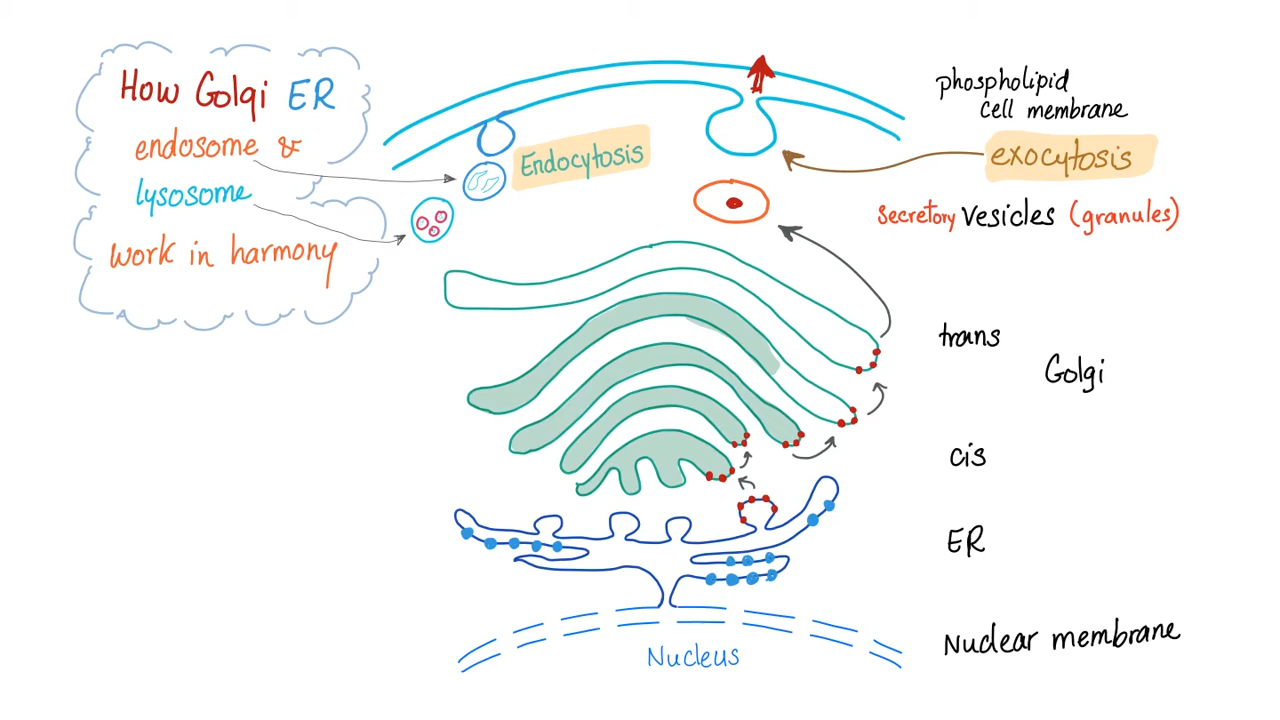 How Golgi ER
endosome &
lysosome
work in harmony
Endocytosis
phospholipid
cell membrane
exocytosis
secretory vesicles (granules)
trans
Golgi
cis
ER
Nuclear membrane
Nucleus